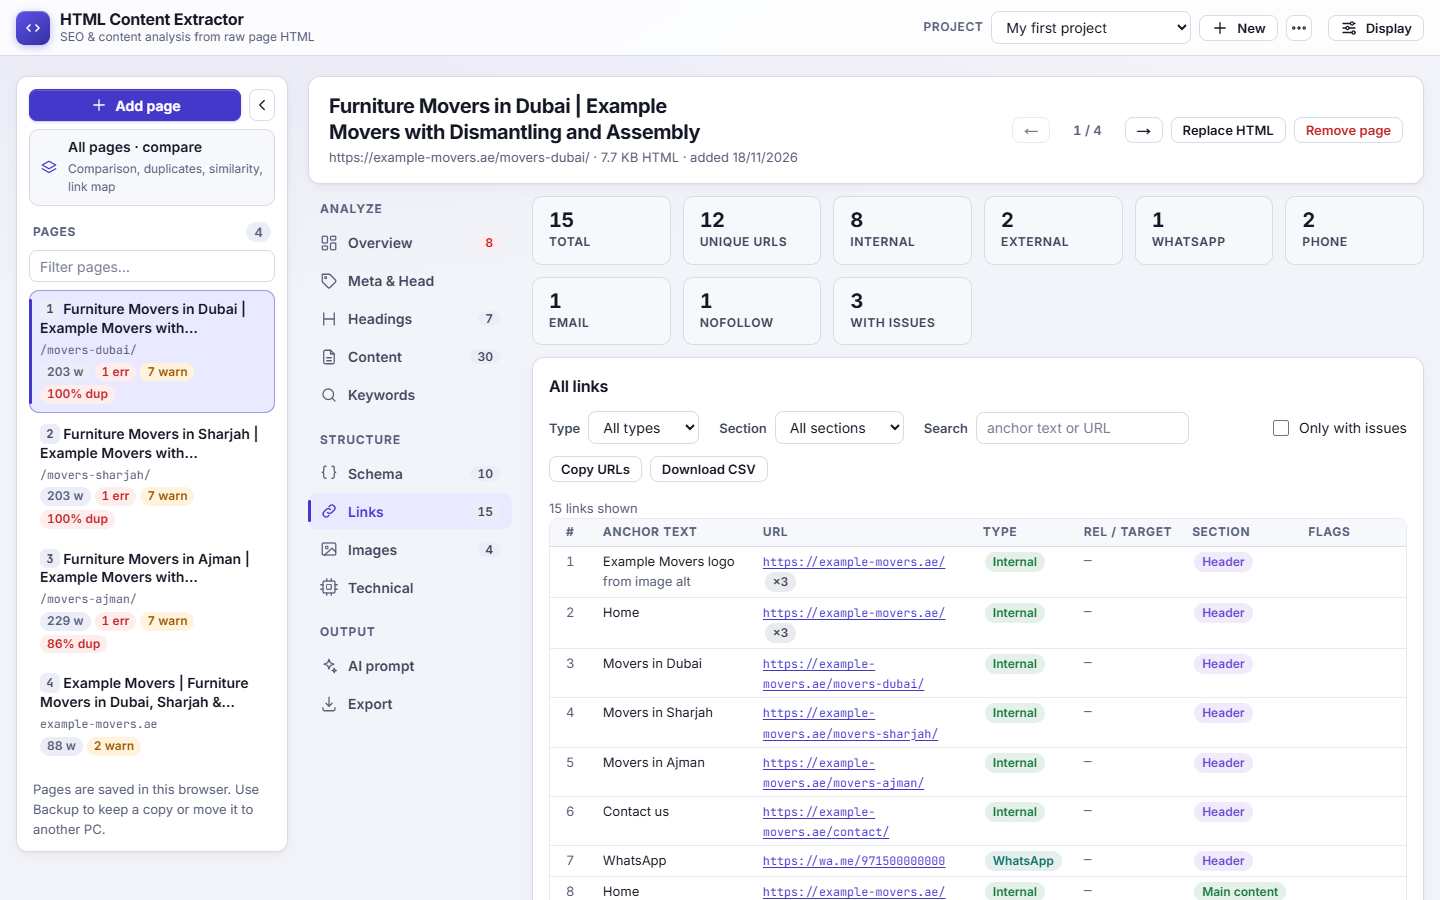 HTML Content Extractor
SEO & content analysis from raw page HTML
PROJECT
My first project
New
Display
Add page
All pages · compare
Comparison, duplicates, similarity,
link map
PAGES
4
Filter pages...
1 Furniture Movers in Dubai |
Example Movers with...
/movers-dubai/
203 w 1 err 7 warn
100% dup
2 Furniture Movers in Sharjah |
Example Movers with...
/movers-sharjah/
203 w 1 err 7 warn
100% dup
3 Furniture Movers in Ajman |
Example Movers with...
/movers-ajman/
229 w 1 err 7 warn
86% dup
4 Example Movers | Furniture
Movers in Dubai, Sharjah &...
example-movers.ae
88 w 2 warn
Pages are saved in this browser. Use
Backup to keep a copy or move it to
another PC.
Furniture Movers in Dubai | Example
Movers with Dismantling and Assembly
https://example-movers.ae/movers-dubai/ · 7.7 KB HTML · added 18/11/2026
← 1 / 4 → Replace HTML Remove page
ANALYZE
Overview 8
Meta & Head
Headings 7
Content 30
Keywords
STRUCTURE
Schema 10
Links 15
Images 4
Technical
OUTPUT
AI prompt
Export
15
TOTAL
12
UNIQUE URLS
8
INTERNAL
2
EXTERNAL
1
WHATSAPP
2
PHONE
1
EMAIL
1
NOFOLLOW
3
WITH ISSUES
All links
Type All types Section All sections Search anchor text or URL Only with issues
Copy URLs Download CSV
15 links shown
# ANCHOR TEXT URL TYPE REL / TARGET SECTION FLAGS
1 Example Movers logo https://example-movers.ae/ Internal — Header
from image alt ×3
2 Home https://example-movers.ae/ Internal — Header
×3
3 Movers in Dubai https://example- Internal — Header
movers.ae/movers-dubai/
4 Movers in Sharjah https://example- Internal — Header
movers.ae/movers-sharjah/
5 Movers in Ajman https://example- Internal — Header
movers.ae/movers-ajman/
6 Contact us https://example- Internal — Header
movers.ae/contact/
7 WhatsApp https://wa.me/971500000000 WhatsApp — Header
8 Home https://example-movers.ae/ Internal — Main content